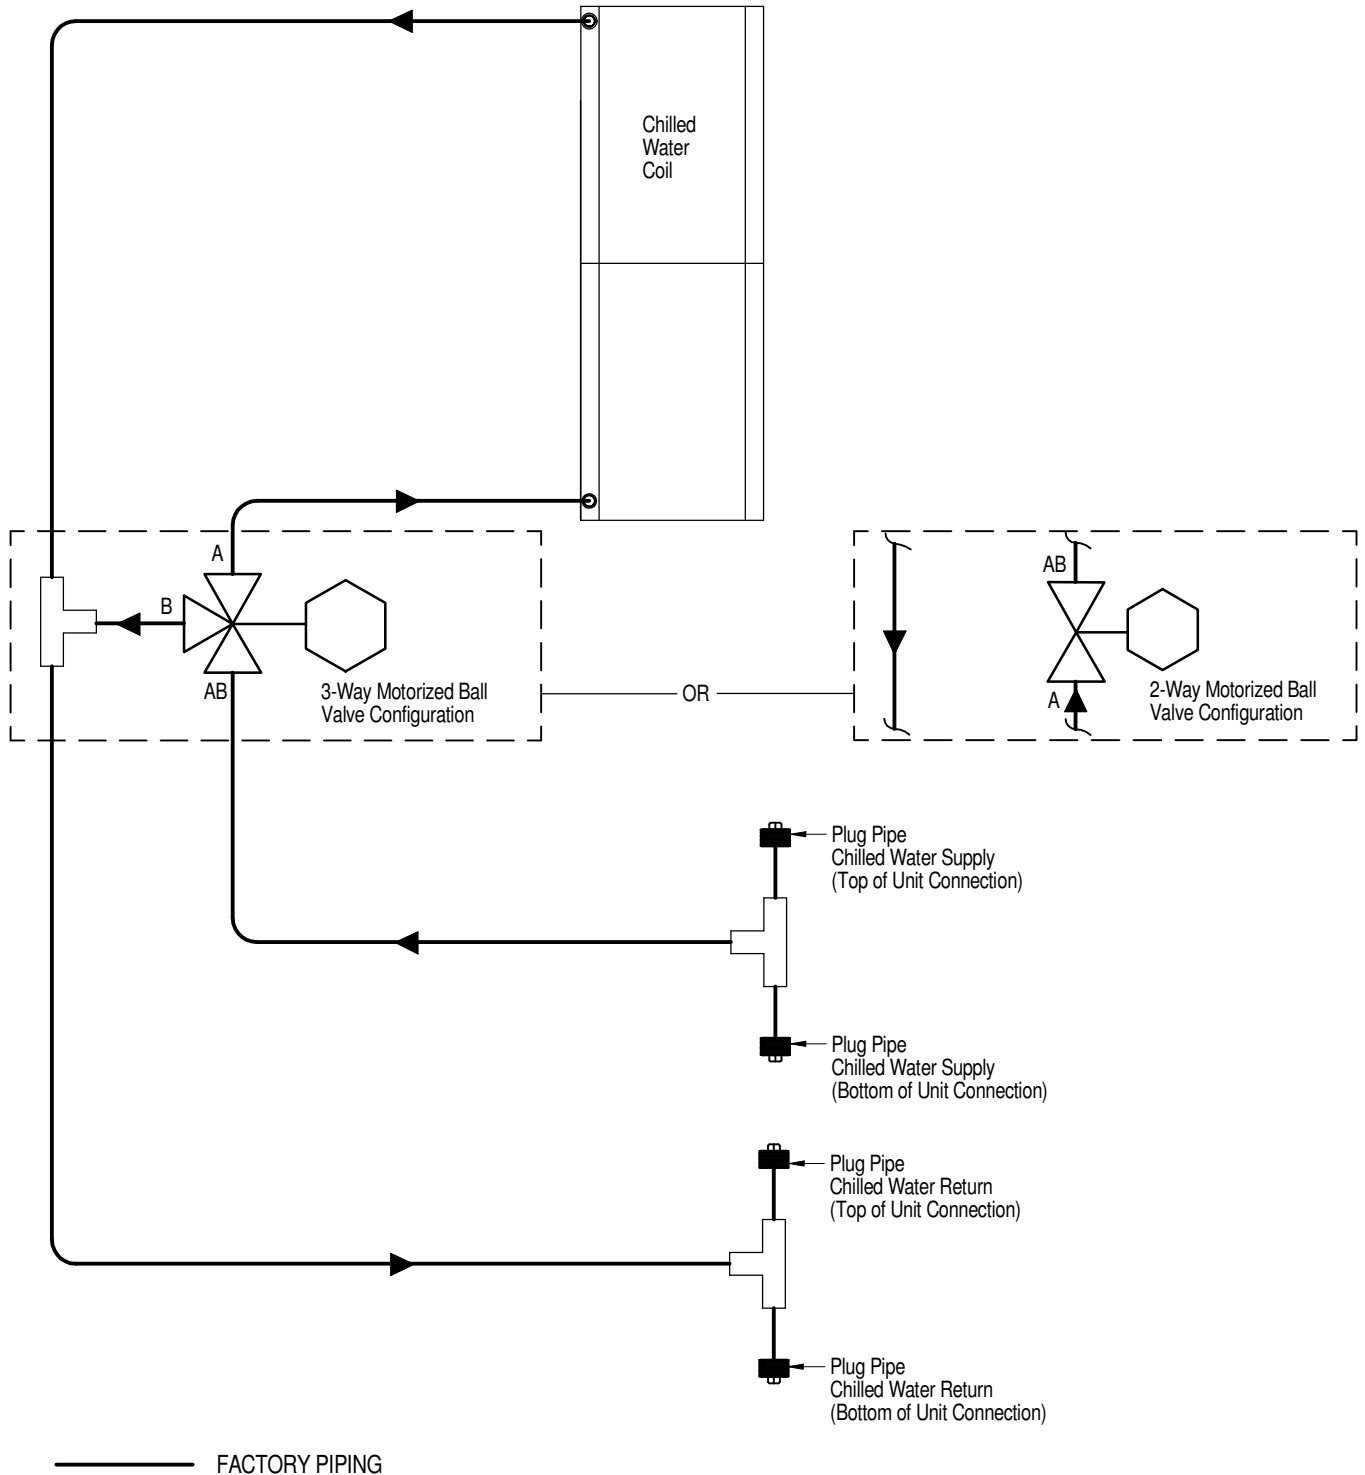 Chilled
Water
Coil
A
B
AB
3-Way Motorized Ball
Valve Configuration
OR
AB
A
2-Way Motorized Ball
Valve Configuration
Plug Pipe
Chilled Water Supply
(Top of Unit Connection)
Plug Pipe
Chilled Water Supply
(Bottom of Unit Connection)
Plug Pipe
Chilled Water Return
(Top of Unit Connection)
Plug Pipe
Chilled Water Return
(Bottom of Unit Connection)
FACTORY PIPING